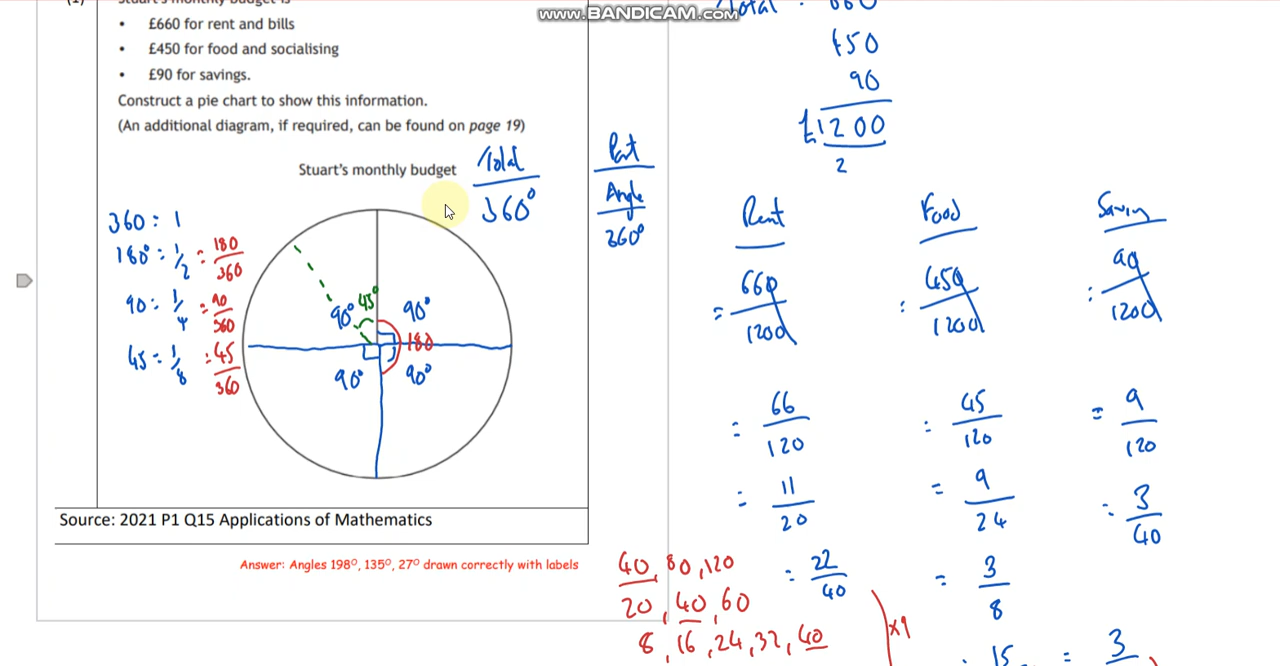 www.BANDICAM.com
• £660 for rent and bills
• £450 for food and socialising
• £90 for savings.
Construct a pie chart to show this information.
(An additional diagram, if required, can be found on page 19)
Stuart's monthly budget
Total
360°
Part
Angle
360°
360 : 1
180° : 1/2 = 180/360
90 : 1/4 = 90/360
45 = 1/8 = 45/360
90° 45° 90°
180
90° 90°
Source: 2021 P1 Q15 Applications of Mathematics
Answer: Angles 198°, 135°, 27° drawn correctly with labels
Total : 660
450
90
£1200
2
Rent Food Saving
= 660/1200 : 450/1200 : 90/1200
= 66/120 : 45/120 = 9/120
= 11/20 = 9/24 = 3/40
= 22/40 = 3/8
40, 80, 120
20, 40, 60
8, 16, 24, 32, 40
×9
15 = 3